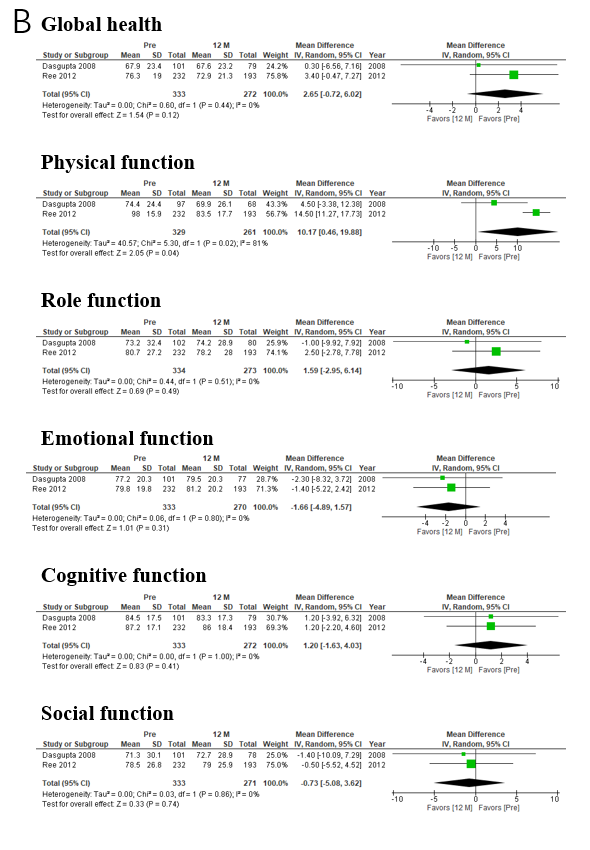 B Global health
Pre 12 M Mean Difference Mean Difference
Study or Subgroup Mean SD Total Mean SD Total Weight IV, Random, 95% CI Year IV, Random, 95% CI
Dasgupta 2008 67.9 23.4 101 67.6 23.2 79 24.2% 0.30 [-6.56, 7.16] 2008
Ree 2012 76.3 19 232 72.9 21.3 193 75.8% 3.40 [-0.47, 7.27] 2012
Total (95% CI) 333 272 100.0% 2.65 [-0.72, 6.02]
Heterogeneity: Tau² = 0.00; Chi² = 0.60, df = 1 (P = 0.44); I² = 0%
Test for overall effect: Z = 1.54 (P = 0.12)
-4 -2 0 2 4
Favors [12 M] Favors [Pre]
Physical function
Pre 12 M Mean Difference Mean Difference
Study or Subgroup Mean SD Total Mean SD Total Weight IV, Random, 95% CI Year IV, Random, 95% CI
Dasgupta 2008 74.4 24.4 97 69.9 26.1 68 43.3% 4.50 [-3.38, 12.38] 2008
Ree 2012 98 15.9 232 83.5 17.7 193 56.7% 14.50 [11.27, 17.73] 2012
Total (95% CI) 329 261 100.0% 10.17 [0.46, 19.88]
Heterogeneity: Tau² = 40.57; Chi² = 5.30, df = 1 (P = 0.02); I² = 81%
Test for overall effect: Z = 2.05 (P = 0.04)
-10 -5 0 5 10
Favors [12 M] Favors [Pre]
Role function
Pre 12 M Mean Difference Mean Difference
Study or Subgroup Mean SD Total Mean SD Total Weight IV, Random, 95% CI Year IV, Random, 95% CI
Dasgupta 2008 73.2 32.4 102 74.2 28.9 80 25.9% -1.00 [-9.92, 7.92] 2008
Ree 2012 80.7 27.2 232 78.2 28 193 74.1% 2.50 [-2.78, 7.78] 2012
Total (95% CI) 334 273 100.0% 1.59 [-2.95, 6.14]
Heterogeneity: Tau² = 0.00; Chi² = 0.44, df = 1 (P = 0.51); I² = 0%
Test for overall effect: Z = 0.69 (P = 0.49)
-10 -5 0 5 10
Favors [12 M] Favors [Pre]
Emotional function
Pre 12 M Mean Difference Mean Difference
Study or Subgroup Mean SD Total Mean SD Total Weight IV, Random, 95% CI Year IV, Random, 95% CI
Dasgupta 2008 77.2 20.3 101 79.5 20.3 77 28.7% -2.30 [-8.32, 3.72] 2008
Ree 2012 79.8 19.8 232 81.2 20.2 193 71.3% -1.40 [-5.22, 2.42] 2012
Total (95% CI) 333 270 100.0% -1.66 [-4.89, 1.57]
Heterogeneity: Tau² = 0.00; Chi² = 0.06, df = 1 (P = 0.80); I² = 0%
Test for overall effect: Z = 1.01 (P = 0.31)
-4 -2 0 2 4
Favors [12 M] Favors [Pre]
Cognitive function
Pre 12 M Mean Difference Mean Difference
Study or Subgroup Mean SD Total Mean SD Total Weight IV, Random, 95% CI Year IV, Random, 95% CI
Dasgupta 2008 84.5 17.5 101 83.3 17.3 79 30.7% 1.20 [-3.92, 6.32] 2008
Ree 2012 87.2 17.1 232 86 18.4 193 69.3% 1.20 [-2.20, 4.60] 2012
Total (95% CI) 333 272 100.0% 1.20 [-1.63, 4.03]
Heterogeneity: Tau² = 0.00; Chi² = 0.00, df = 1 (P = 1.00); I² = 0%
Test for overall effect: Z = 0.83 (P = 0.41)
-4 -2 0 2 4
Favors [12 M] Favors [Pre]
Social function
Pre 12 M Mean Difference Mean Difference
Study or Subgroup Mean SD Total Mean SD Total Weight IV, Random, 95% CI Year IV, Random, 95% CI
Dasgupta 2008 71.3 30.1 101 72.7 28.9 78 25.0% -1.40 [-10.09, 7.29] 2008
Ree 2012 78.5 26.8 232 79 25.9 193 75.0% -0.50 [-5.52, 4.52] 2012
Total (95% CI) 333 271 100.0% -0.73 [-5.08, 3.62]
Heterogeneity: Tau² = 0.00; Chi² = 0.03, df = 1 (P = 0.86); I² = 0%
Test for overall effect: Z = 0.33 (P = 0.74)
-10 -5 0 5 10
Favors [12 M] Favors [Pre]